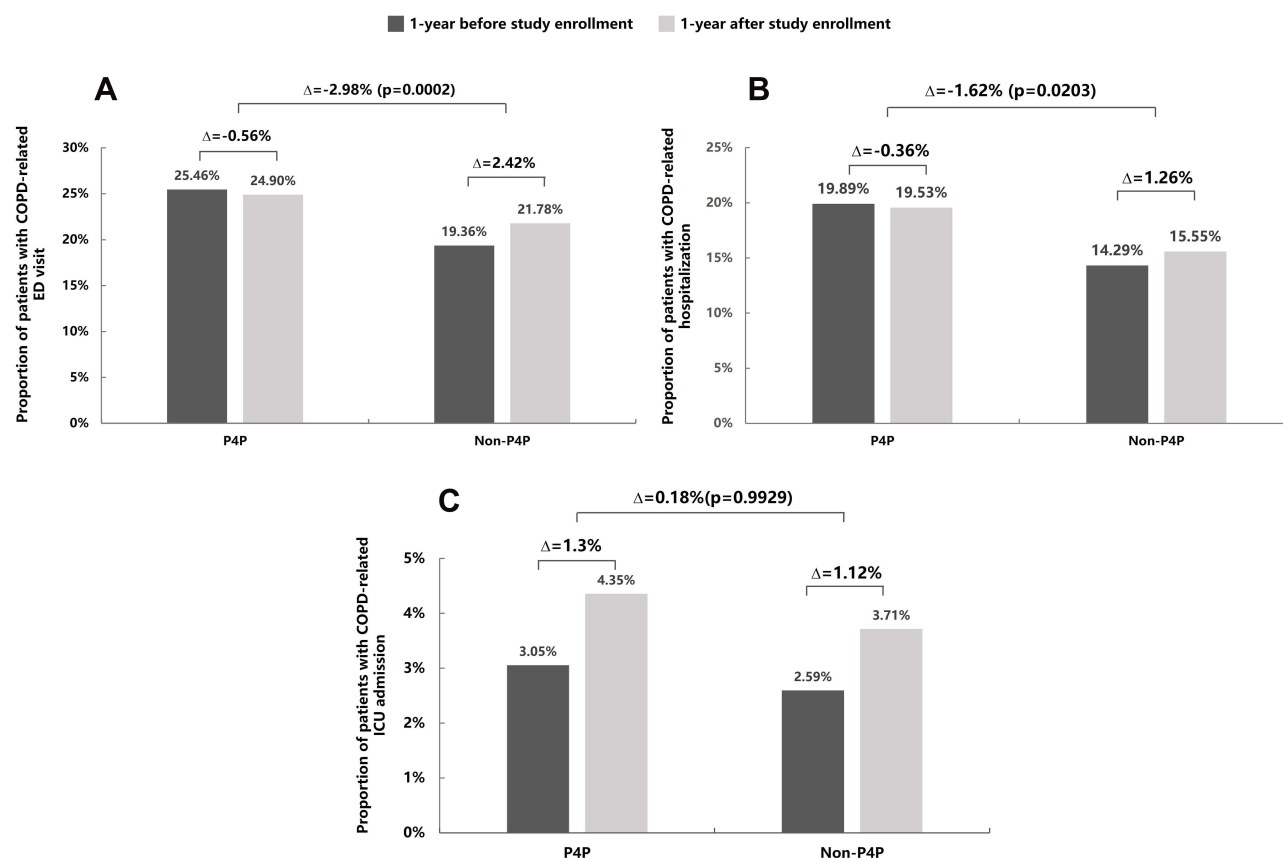 1-year before study enrollment 1-year after study enrollment
A
Δ=-2.98% (p=0.0002)
Proportion of patients with COPD-related
ED visit
30%
25%
20%
15%
10%
5%
0%
Δ=-0.56%
25.46%
24.90%
Δ=2.42%
19.36%
21.78%
P4P
Non-P4P
B
Δ=-1.62% (p=0.0203)
Proportion of patients with COPD-related
hospitalization
25%
20%
15%
10%
5%
0%
Δ=-0.36%
19.89%
19.53%
Δ=1.26%
14.29%
15.55%
P4P
Non-P4P
C
Δ=0.18%(p=0.9929)
Proportion of patients with COPD-related
ICU admission
5%
4%
3%
2%
1%
0%
Δ=1.3%
3.05%
4.35%
Δ=1.12%
2.59%
3.71%
P4P
Non-P4P